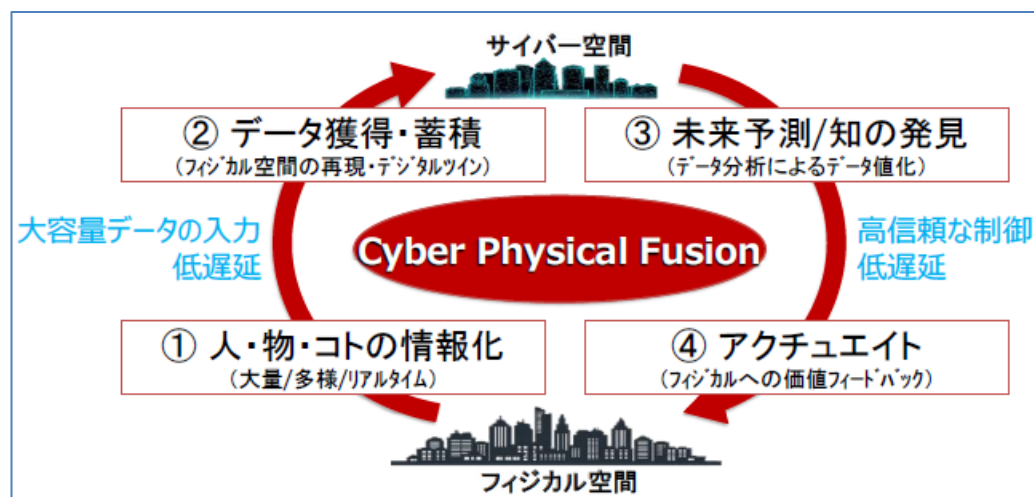 サイバー空間
② データ獲得・蓄積
(フィジカル空間の再現・デジタルツイン)
③ 未来予測/知の発見
(データ分析によるデータ値化)
大容量データの入力
低遅延
Cyber Physical Fusion
高信頼な制御
低遅延
① 人・物・コトの情報化
(大量/多様/リアルタイム)
④ アクチュエイト
(フィジカルへの価値フィードバック)
フィジカル空間